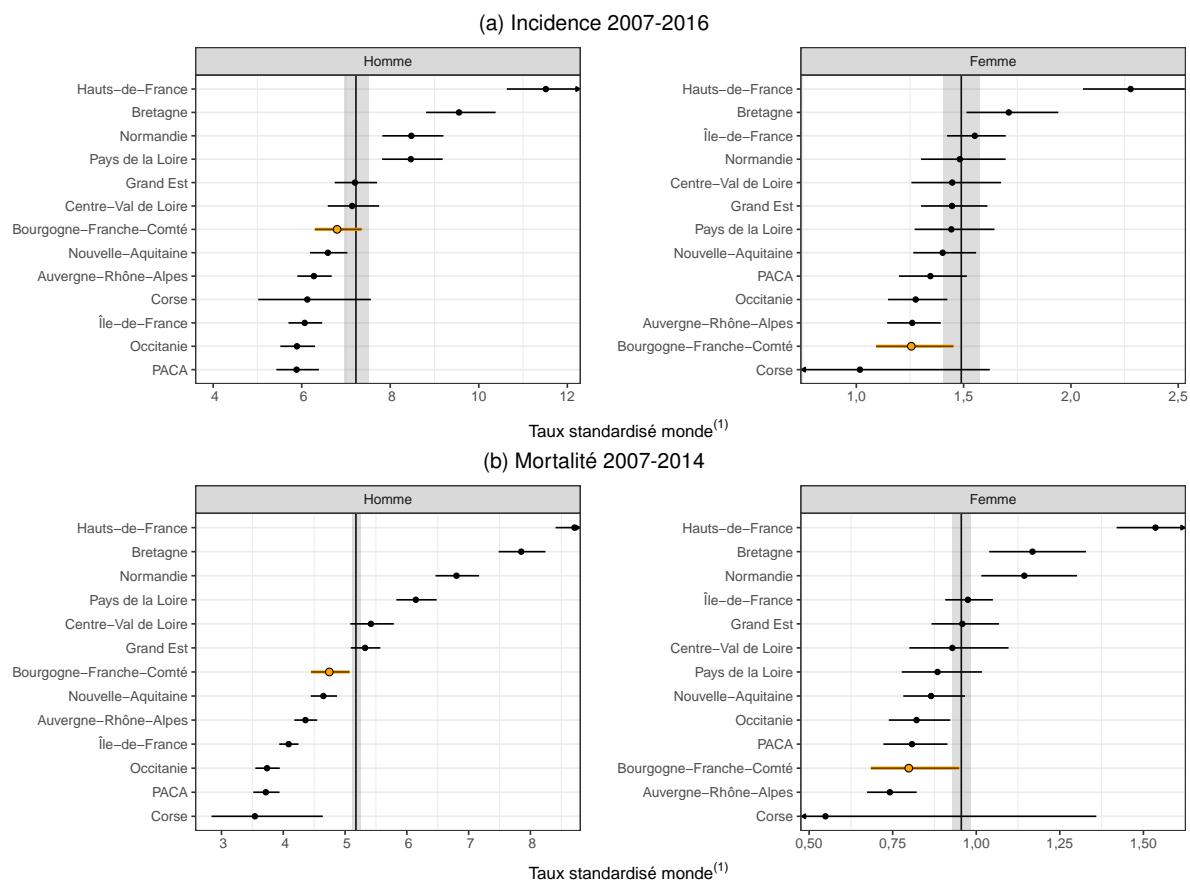 (a) Incidence 2007-2016
Homme
Hauts−de−France
Bretagne
Normandie
Pays de la Loire
Grand Est
Centre−Val de Loire
Bourgogne−Franche−Comté
Nouvelle−Aquitaine
Auvergne−Rhône−Alpes
Corse
Île−de−France
Occitanie
PACA
4 6 8 10 12
Femme
Hauts−de−France
Bretagne
Île−de−France
Normandie
Centre−Val de Loire
Grand Est
Pays de la Loire
Nouvelle−Aquitaine
PACA
Occitanie
Auvergne−Rhône−Alpes
Bourgogne−Franche−Comté
Corse
1,0 1,5 2,0 2,5
Taux standardisé monde(1)
(b) Mortalité 2007-2014
Homme
Hauts−de−France
Bretagne
Normandie
Pays de la Loire
Centre−Val de Loire
Grand Est
Bourgogne−Franche−Comté
Nouvelle−Aquitaine
Auvergne−Rhône−Alpes
Île−de−France
Occitanie
PACA
Corse
3 4 5 6 7 8
Femme
Hauts−de−France
Bretagne
Normandie
Île−de−France
Grand Est
Centre−Val de Loire
Pays de la Loire
Nouvelle−Aquitaine
Occitanie
PACA
Bourgogne−Franche−Comté
Auvergne−Rhône−Alpes
Corse
0,50 0,75 1,00 1,25 1,50
Taux standardisé monde(1)